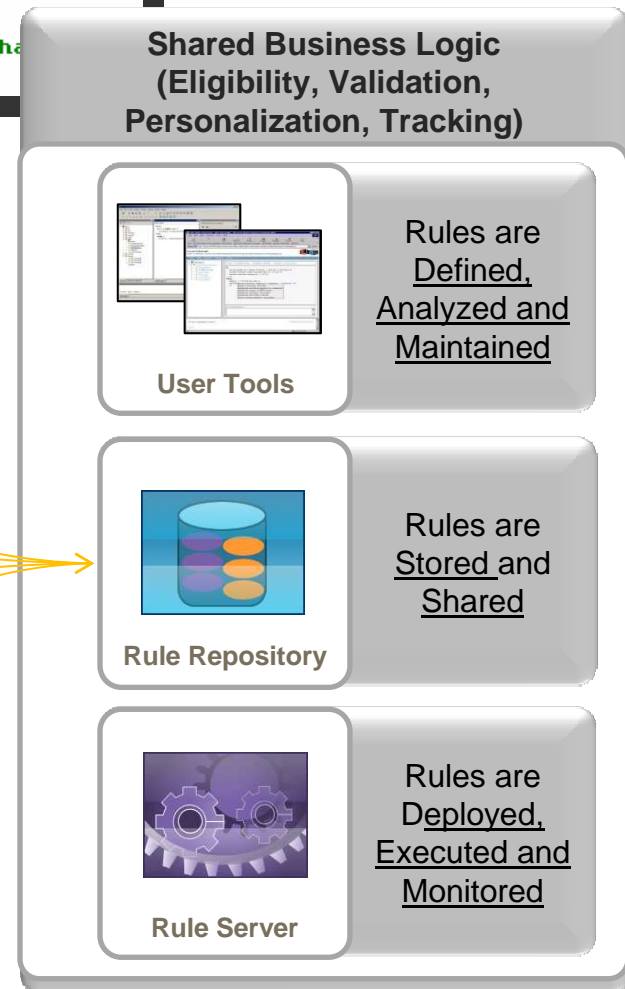 Shared Business Logic
(Eligibility, Validation,
Personalization, Tracking)
User Tools
Rules are
Defined,
Analyzed and
Maintained
Rule Repository
Rules are
Stored and
Shared
Rule Server
Rules are
Deployed,
Executed and
Monitored